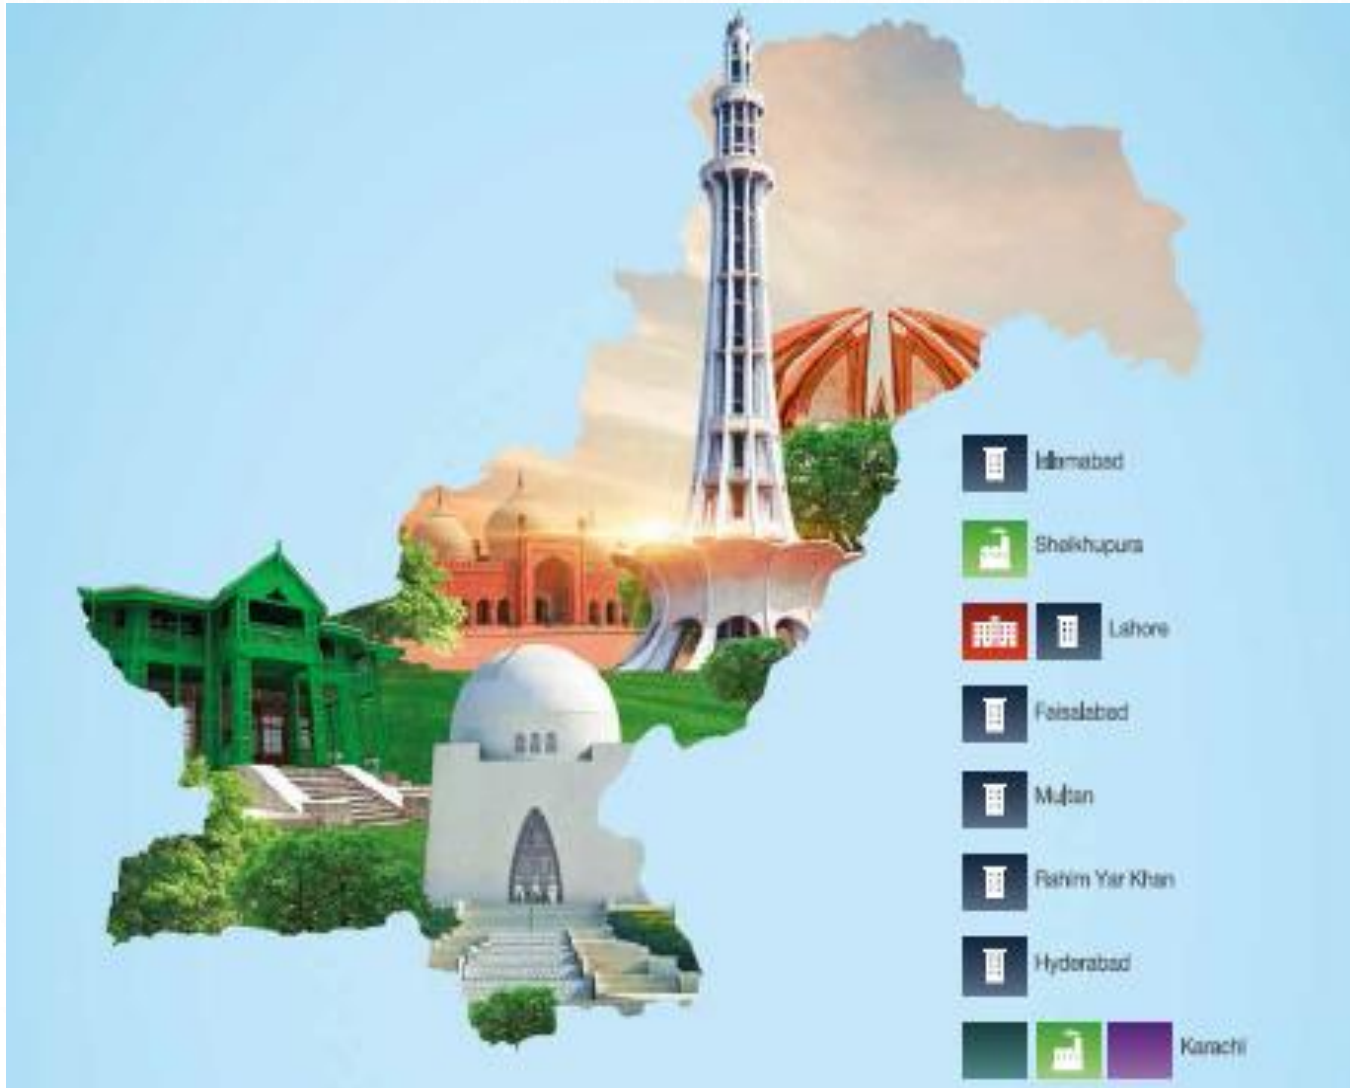 Islamabad
Sheikhupura
Lahore
Faisalabad
Multan
Rahim Yar Khan
Hyderabad
Karachi